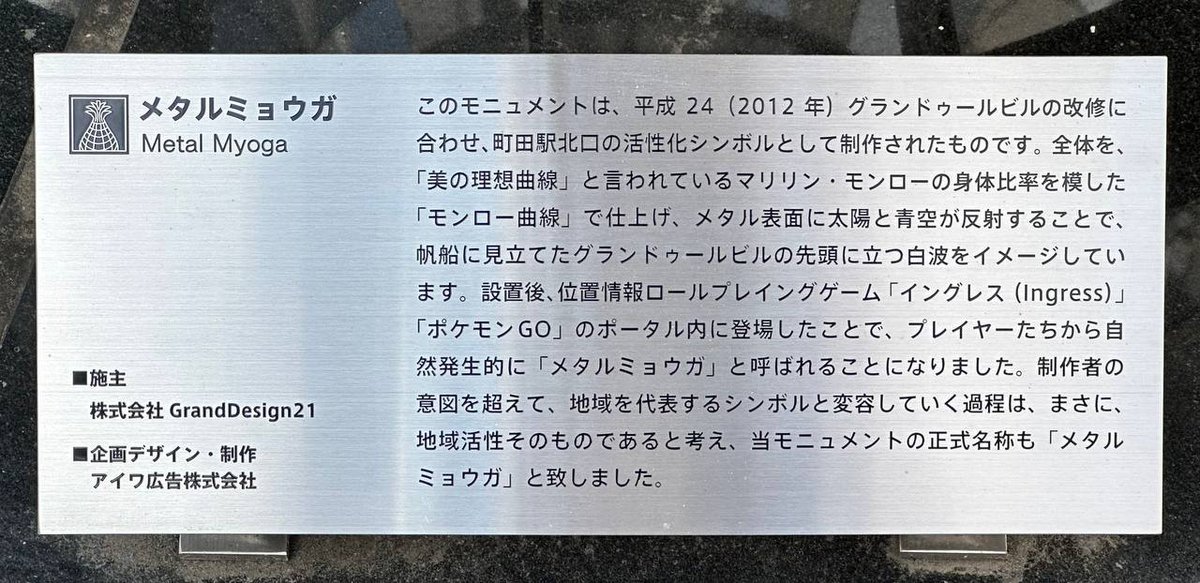 メタルミョウガ
Metal Myoga
■施主
株式会社 GrandDesign21
■企画デザイン・制作
アイワ広告株式会社
このモニュメントは、平成 24（2012 年）グランドゥールビルの改修に
合わせ、町田駅北口の活性化シンボルとして制作されたものです。全体を、
「美の理想曲線」と言われているマリリン・モンローの身体比率を模した
「モンロー曲線」で仕上げ、メタル表面に太陽と青空が反射することで、
帆船に見立てたグランドゥールビルの先頭に立つ白波をイメージしてい
ます。設置後、位置情報ロールプレイングゲーム「イングレス（Ingress）」
「ポケモンGO」のポータル内に登場したことで、プレイヤーたちから自
然発生的に「メタルミョウガ」と呼ばれることになりました。制作者の
意図を超えて、地域を代表するシンボルと変容していく過程は、まさに、
地域活性そのものであると考え、当モニュメントの正式名称も「メタル
ミョウガ」と致しました。